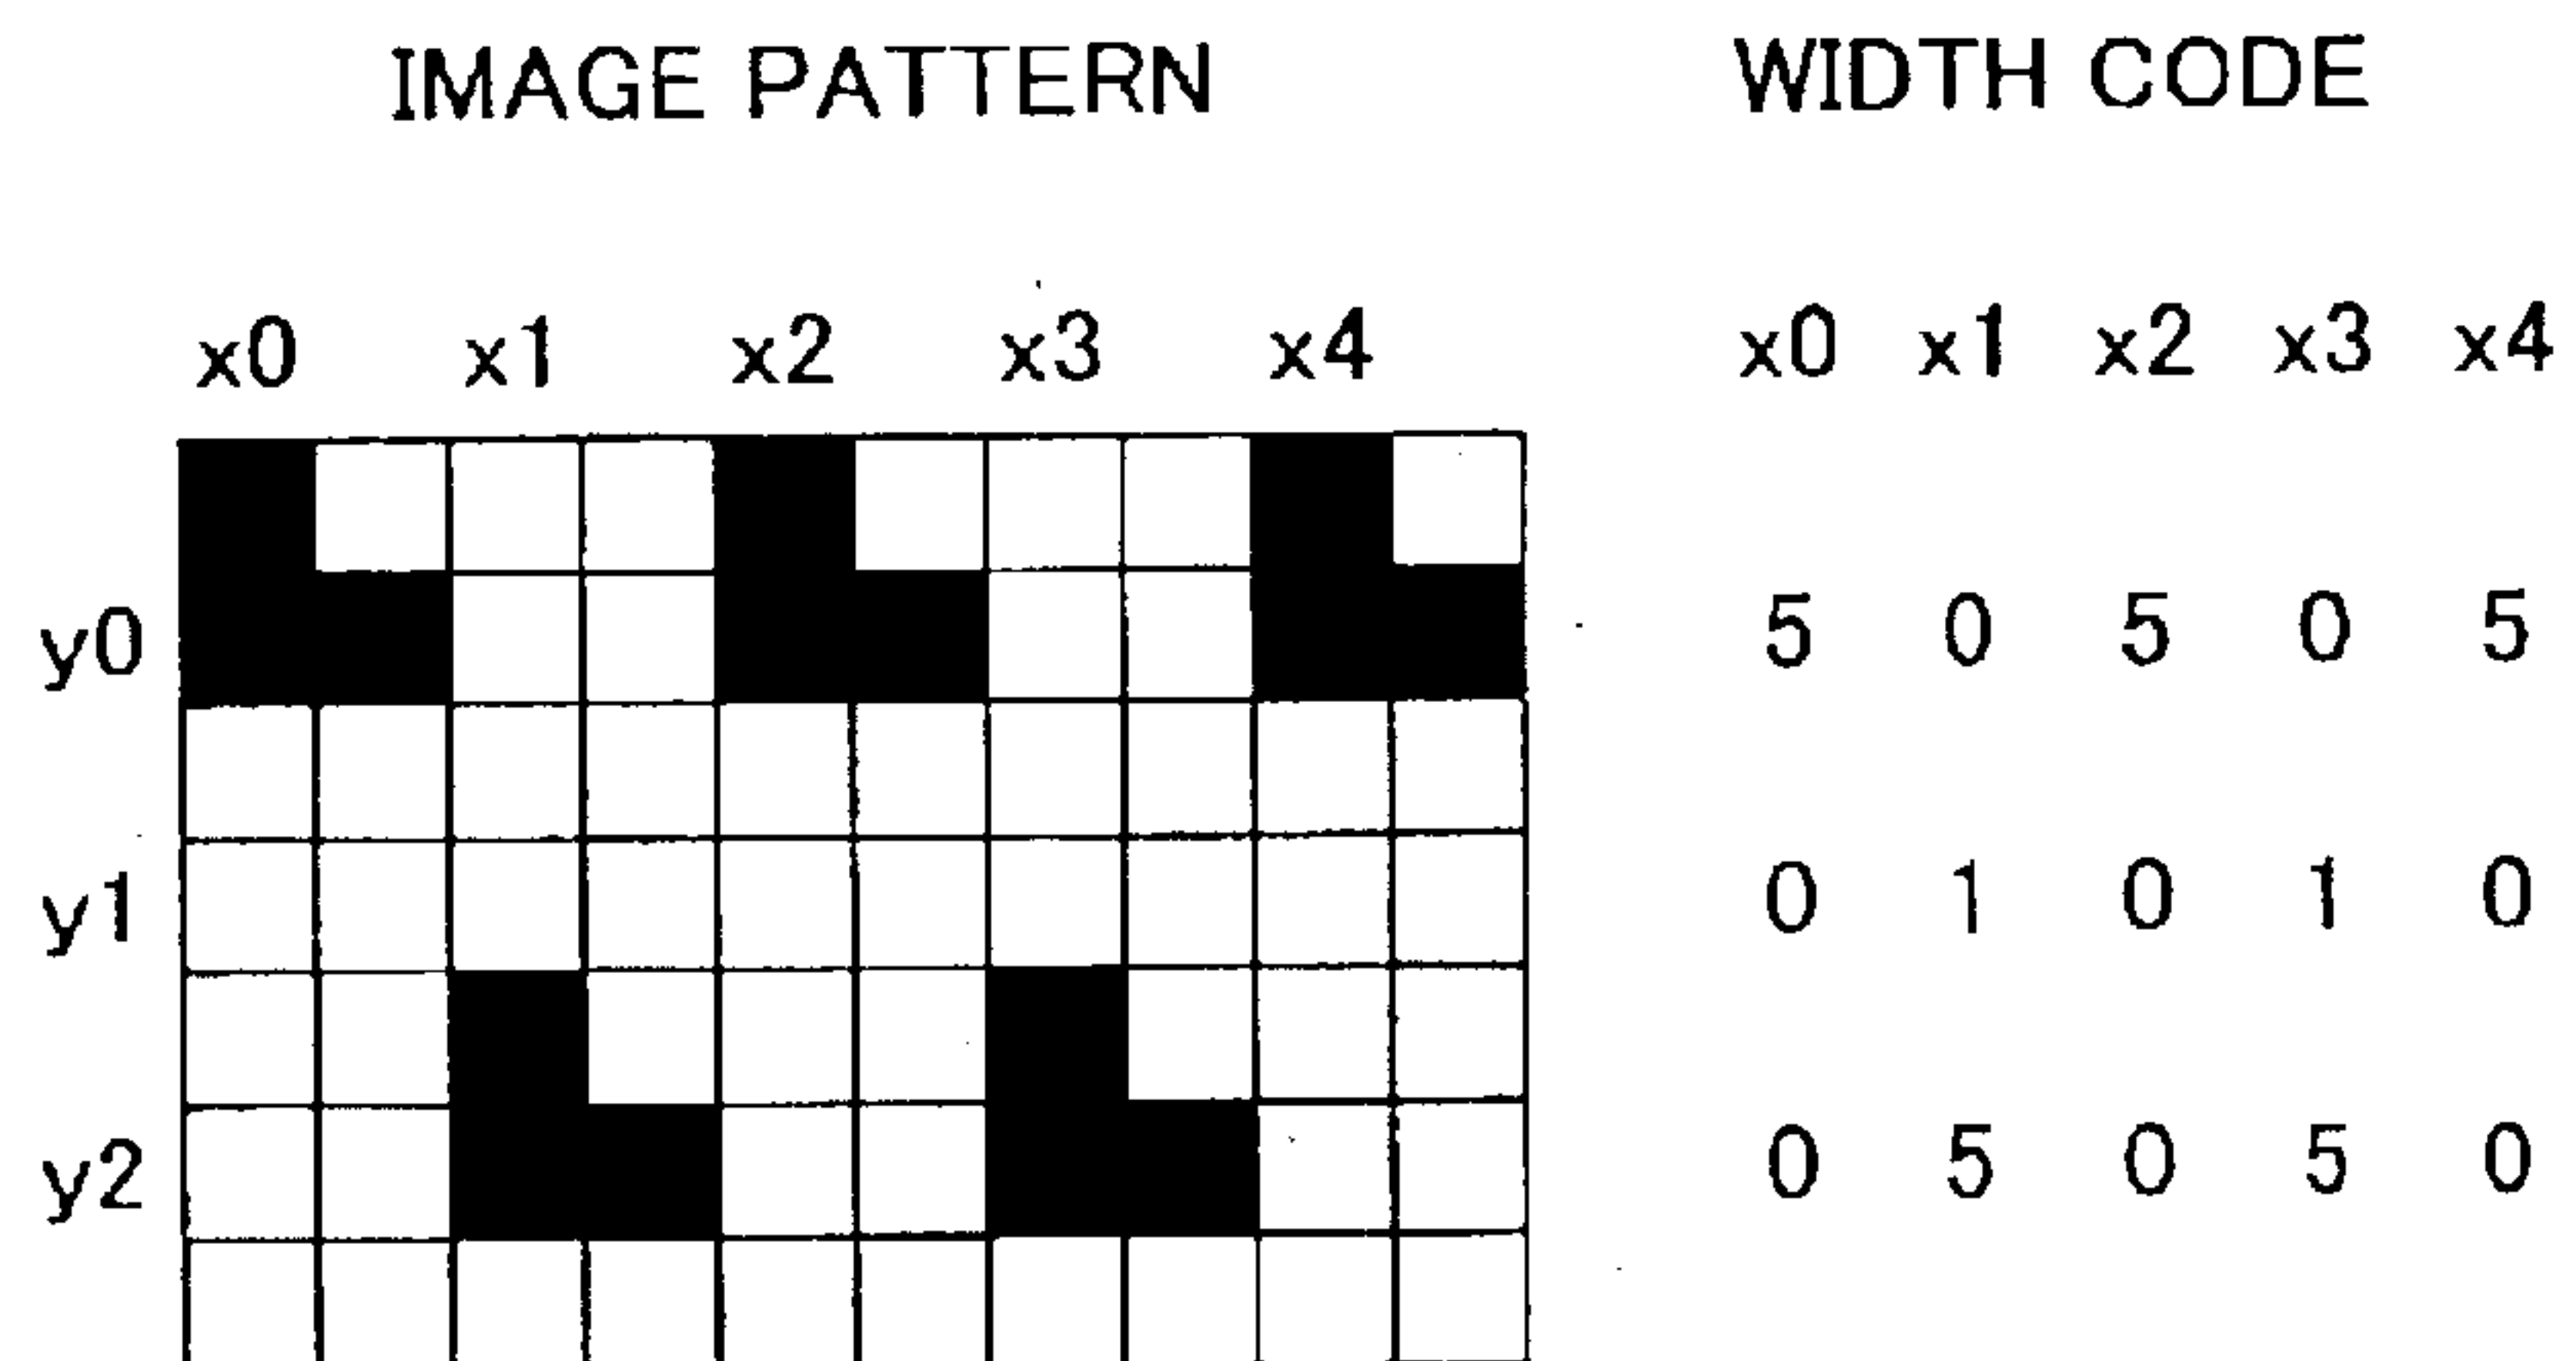 IMAGE PATTERN WIDTH CODE
x0 x1 x2 x3 x4 x0 x1 x2 x3 x4
y0 5 0 5 0 5
y1 0 1 0 1 0
y2 0 5 0 5 0